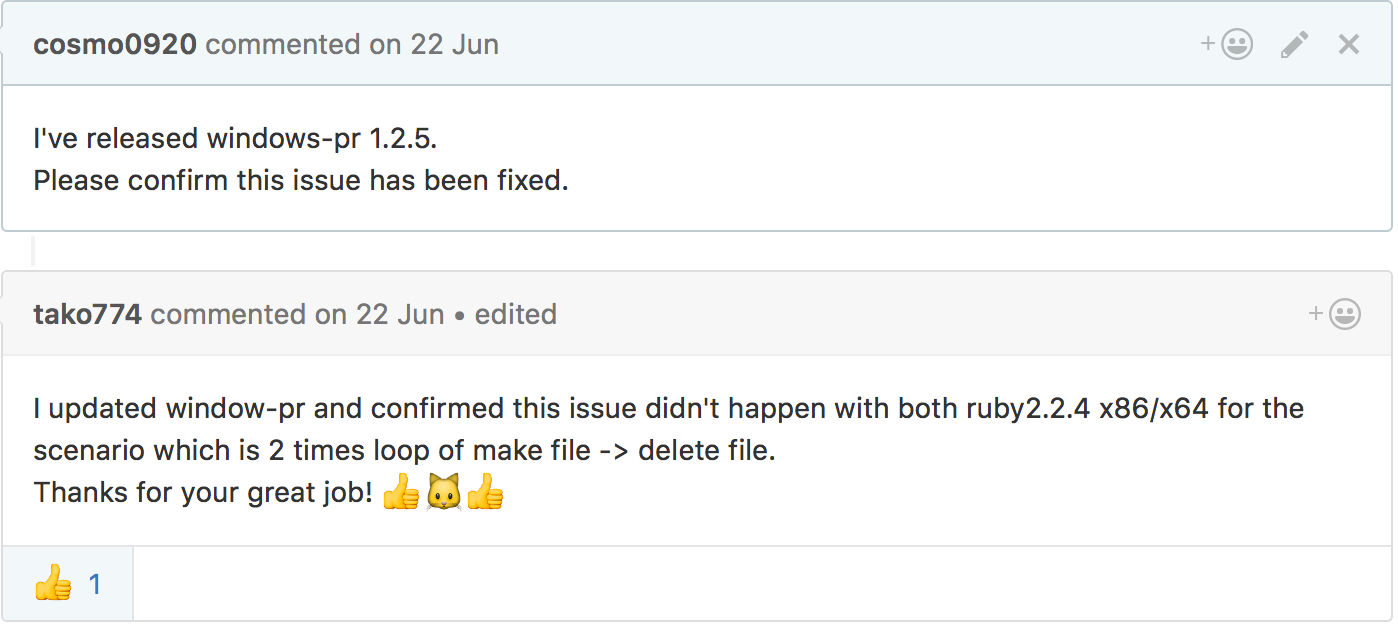 cosmo0920 commented on 22 Jun
I've released windows-pr 1.2.5.
Please confirm this issue has been fixed.
tako774 commented on 22 Jun • edited
I updated window-pr and confirmed this issue didn't happen with both ruby2.2.4 x86/x64 for the
scenario which is 2 times loop of make file -> delete file.
Thanks for your great job! 👍🐱👍
👍 1